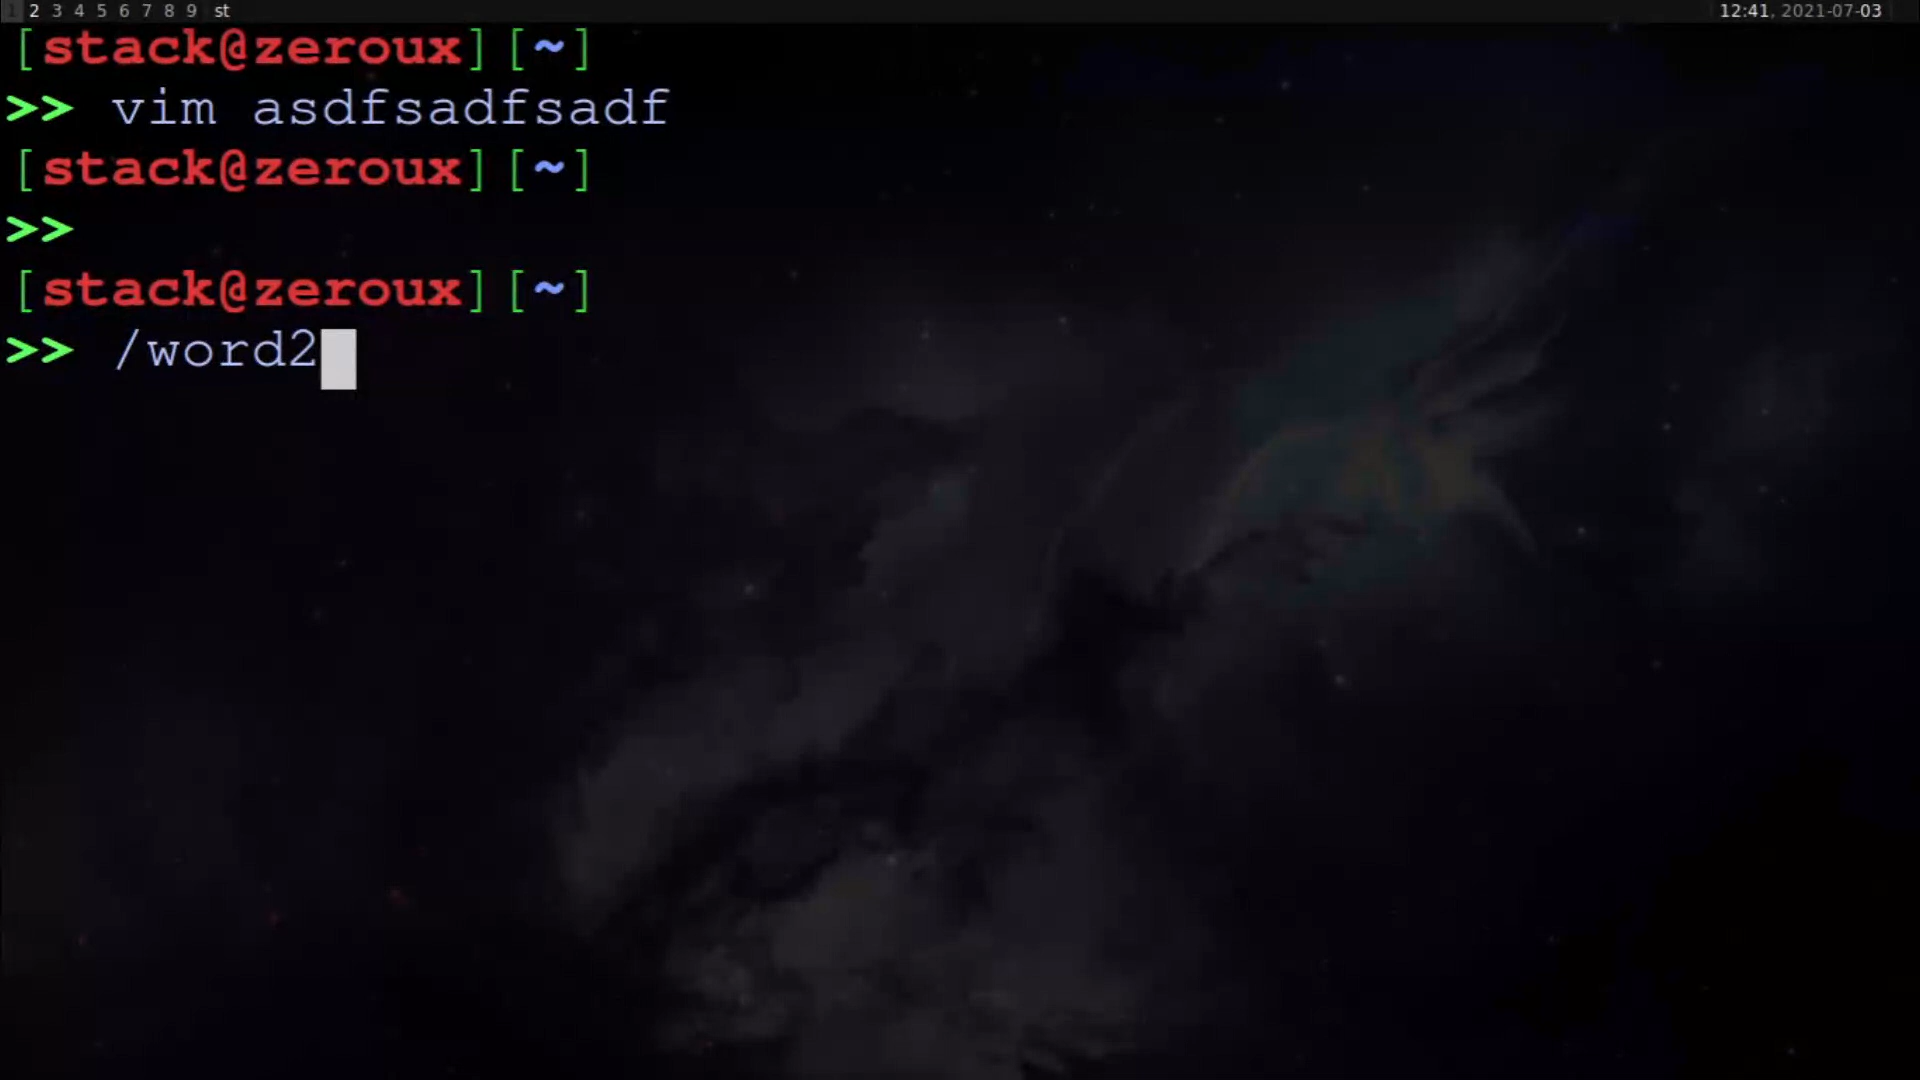 1 2 3 4 5 6 7 8 9 st 12:41, 2021-07-03
[stack@zeroux][~]
>> vim asdfsadfsadf
[stack@zeroux][~]
>>
[stack@zeroux][~]
>> /word2